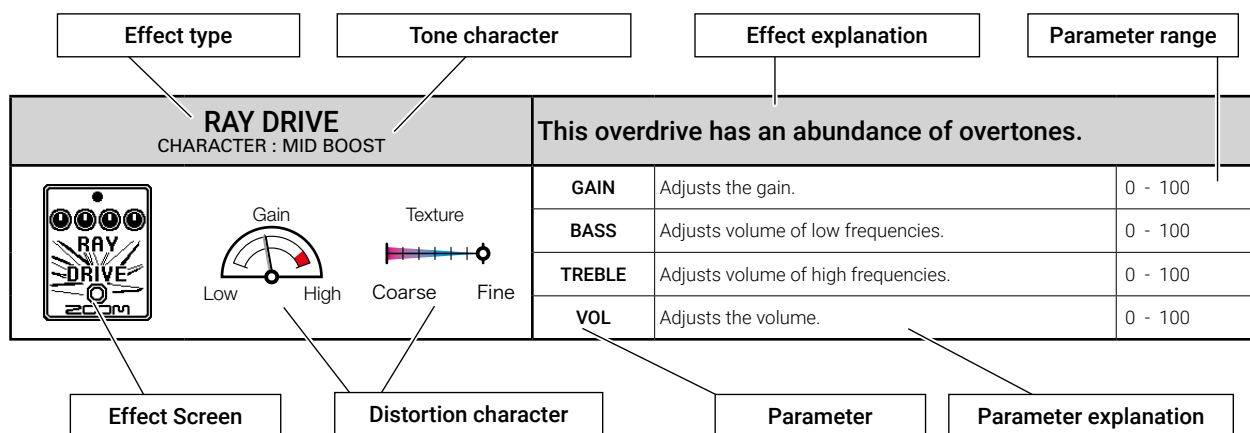 Effect type
Tone character
Effect explanation
Parameter range
RAY DRIVE
CHARACTER : MID BOOST
This overdrive has an abundance of overtones.
RAY
DRIVE
ZOOM
Gain
Low
High
Texture
Coarse
Fine
GAIN Adjusts the gain. 0 - 100
BASS Adjusts volume of low frequencies. 0 - 100
TREBLE Adjusts volume of high frequencies. 0 - 100
VOL Adjusts the volume. 0 - 100
Effect Screen
Distortion character
Parameter
Parameter explanation